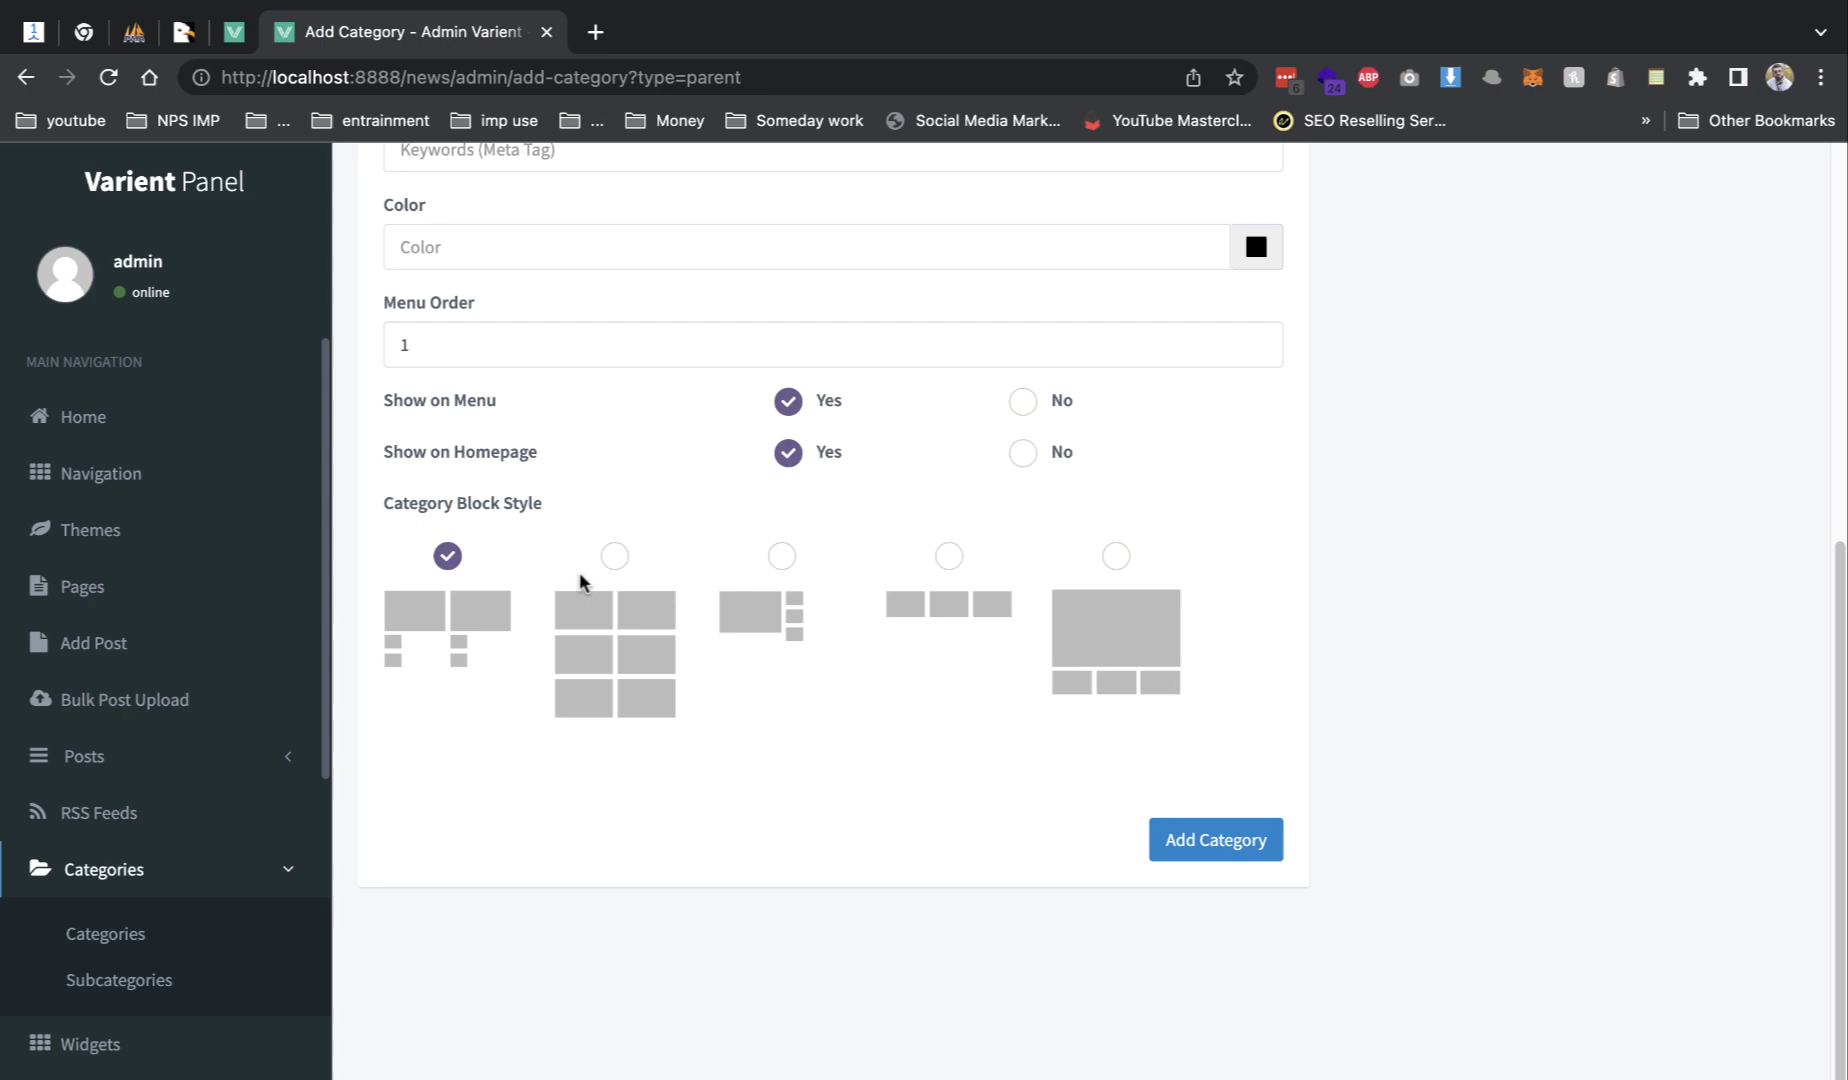 Add Category - Admin Varient
http://localhost:8888/news/admin/add-category?type=parent
6
24
ABP
youtube
NPS IMP
...
entrainment
imp use
...
Money
Someday work
Social Media Mark...
YouTube Mastercl...
SEO Reselling Ser...
»
Other Bookmarks
Varient Panel
admin
online
MAIN NAVIGATION
Home
Navigation
Themes
Pages
Add Post
Bulk Post Upload
Posts
RSS Feeds
Categories
Categories
Subcategories
Widgets
Keywords (Meta Tag)
Color
Color
Menu Order
1
Show on Menu
Yes
No
Show on Homepage
Yes
No
Category Block Style
Add Category